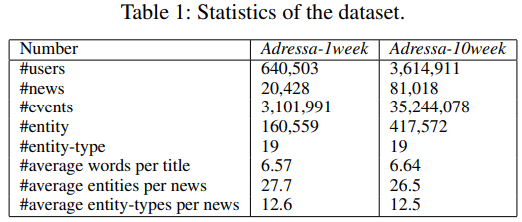 Table 1: Statistics of the dataset.
Number Adressa-1week Adressa-10week
#users 640,503 3,614,911
#news 20,428 81,018
#events 3,101,991 35,244,078
#entity 160,559 417,572
#entity-type 19 19
#average words per title 6.57 6.64
#average entities per news 27.7 26.5
#average entity-types per news 12.6 12.5